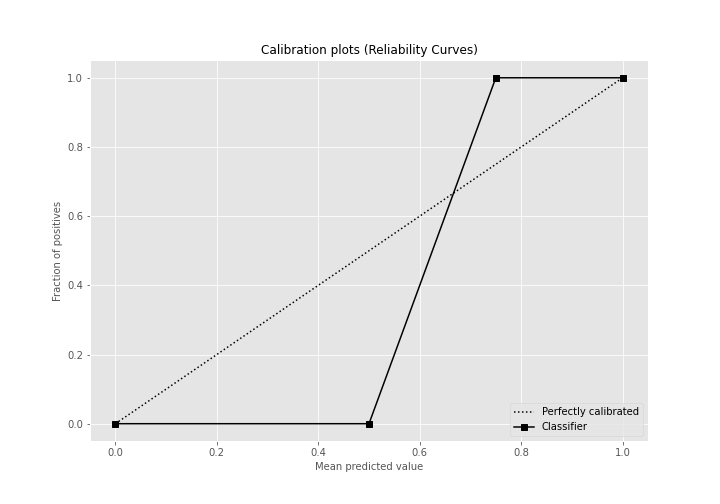 Calibration plots (Reliability Curves)
1.0
0.8
0.6
0.4
0.2
0.0
Fraction of positives
0.0 0.2 0.4 0.6 0.8 1.0
Mean predicted value
Perfectly calibrated
Classifier